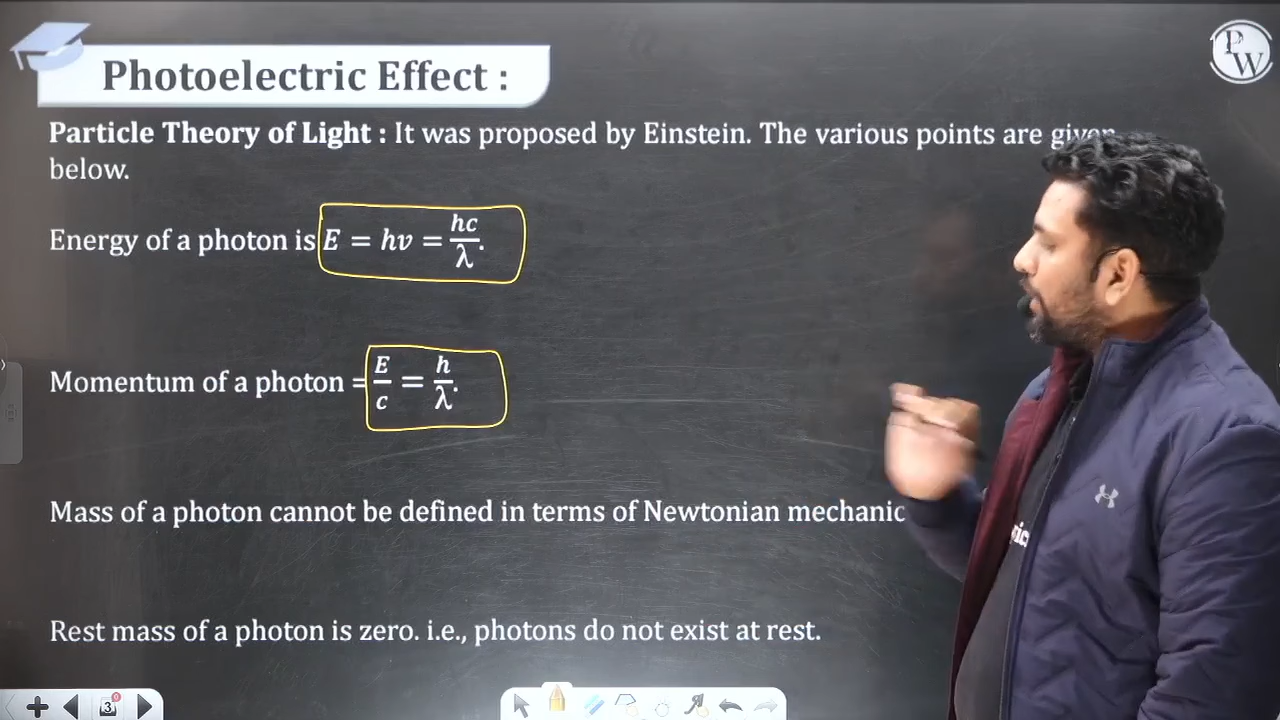 PW
Photoelectric Effect :
Particle Theory of Light : It was proposed by Einstein. The various points are given
below.
Energy of a photon is E = hν = hc/λ.
Momentum of a photon = E/c = h/λ.
Mass of a photon cannot be defined in terms of Newtonian mechanic
Rest mass of a photon is zero. i.e., photons do not exist at rest.
3